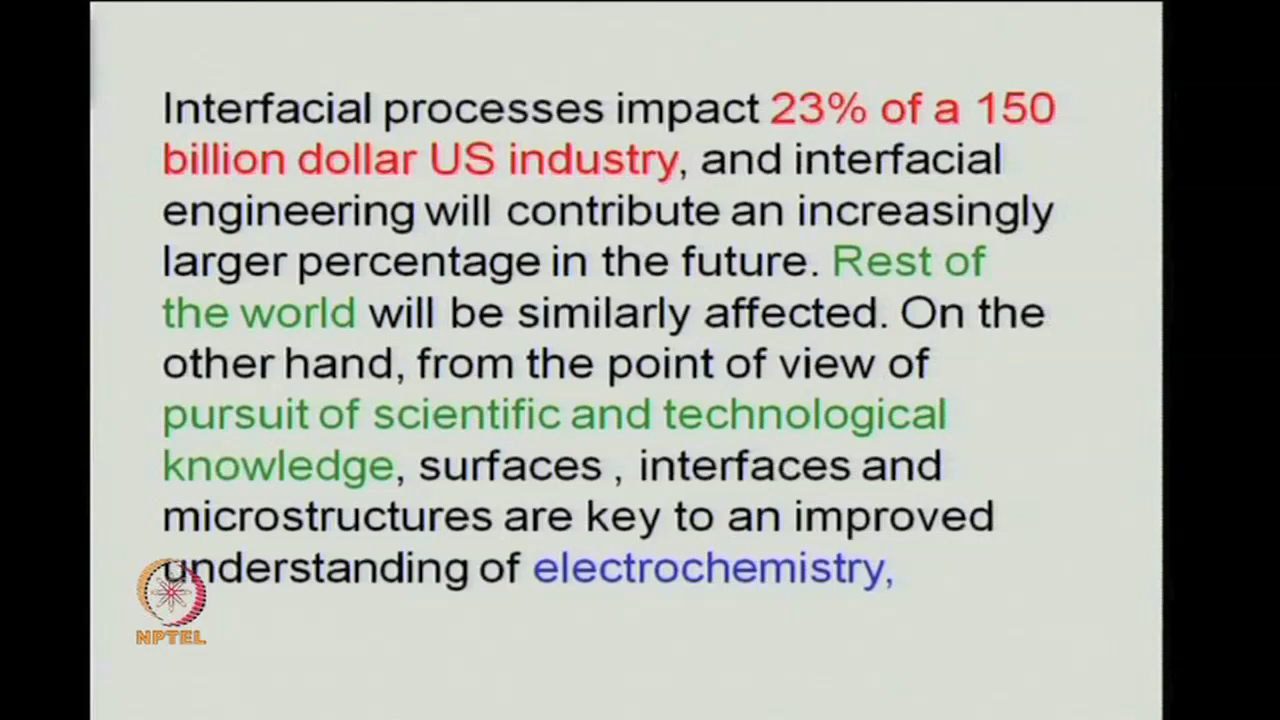 Interfacial processes impact 23% of a 150
billion dollar US industry, and interfacial
engineering will contribute an increasingly
larger percentage in the future. Rest of
the world will be similarly affected. On the
other hand, from the point of view of
pursuit of scientific and technological
knowledge, surfaces , interfaces and
microstructures are key to an improved
understanding of electrochemistry,
NPTEL